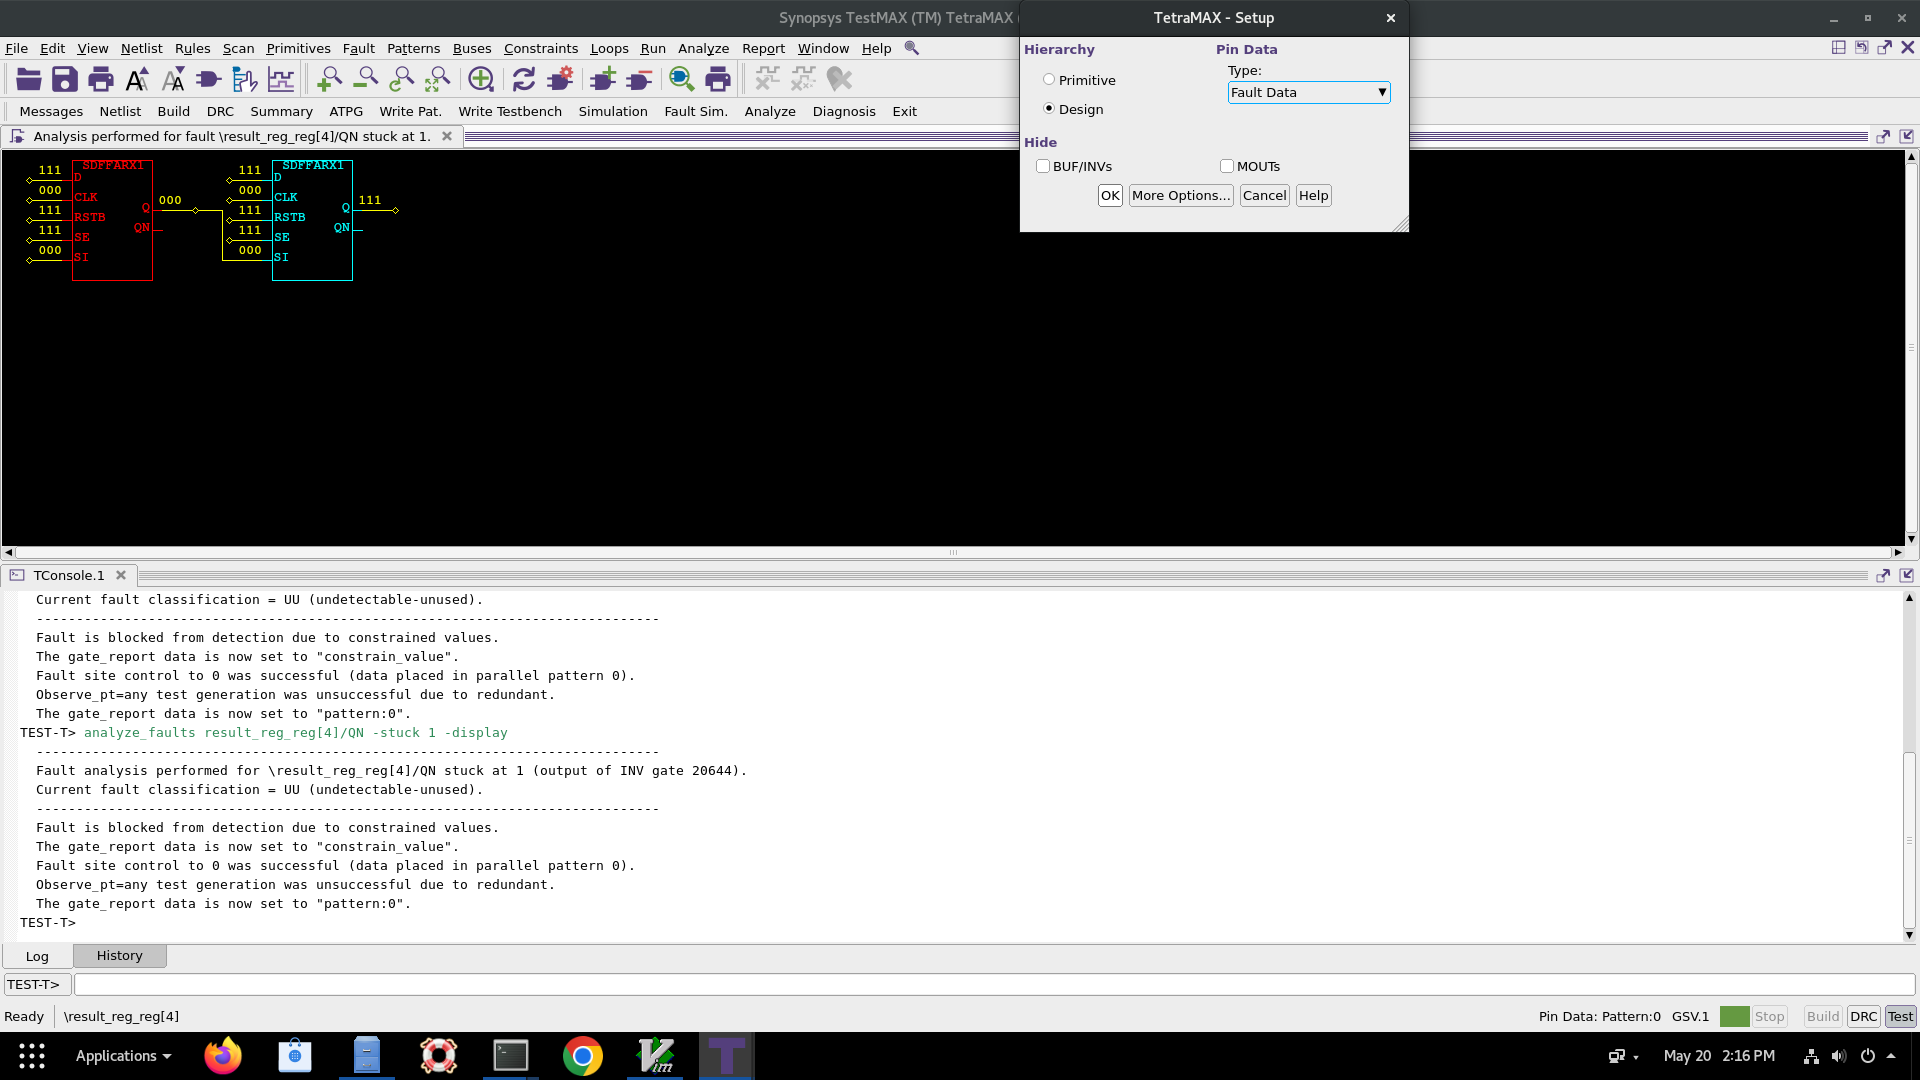 Synopsys TestMAX (TM) TetraMAX
TetraMAX - Setup
File Edit View Netlist Rules Scan Primitives Fault Patterns Buses Constraints Loops Run Analyze Report Window Help
Hierarchy Pin Data
Primitive Type:
Design Fault Data
Hide
BUF/INVs MOUTs
OK More Options... Cancel Help
Messages Netlist Build DRC Summary ATPG Write Pat. Write Testbench Simulation Fault Sim. Analyze Diagnosis Exit
Analysis performed for fault \result_reg_reg[4]/QN stuck at 1.
SDFFARX1 SDFFARX1
111 D 111 D
000 CLK 000 CLK
Q 000 Q 111
111 RSTB 111 RSTB
QN QN
111 SE 111 SE
000 SI 000 SI
TConsole.1
Current fault classification = UU (undetectable-unused).
------------------------------------------------------------------------------
Fault is blocked from detection due to constrained values.
The gate_report data is now set to "constrain_value".
Fault site control to 0 was successful (data placed in parallel pattern 0).
Observe_pt=any test generation was unsuccessful due to redundant.
The gate_report data is now set to "pattern:0".
TEST-T> analyze_faults result_reg_reg[4]/QN -stuck 1 -display
------------------------------------------------------------------------------
Fault analysis performed for \result_reg_reg[4]/QN stuck at 1 (output of INV gate 20644).
Current fault classification = UU (undetectable-unused).
------------------------------------------------------------------------------
Fault is blocked from detection due to constrained values.
The gate_report data is now set to "constrain_value".
Fault site control to 0 was successful (data placed in parallel pattern 0).
Observe_pt=any test generation was unsuccessful due to redundant.
The gate_report data is now set to "pattern:0".
TEST-T>
Log History
TEST-T>
Ready \result_reg_reg[4] Pin Data: Pattern:0 GSV.1 Stop Build DRC Test
Applications May 20 2:16 PM